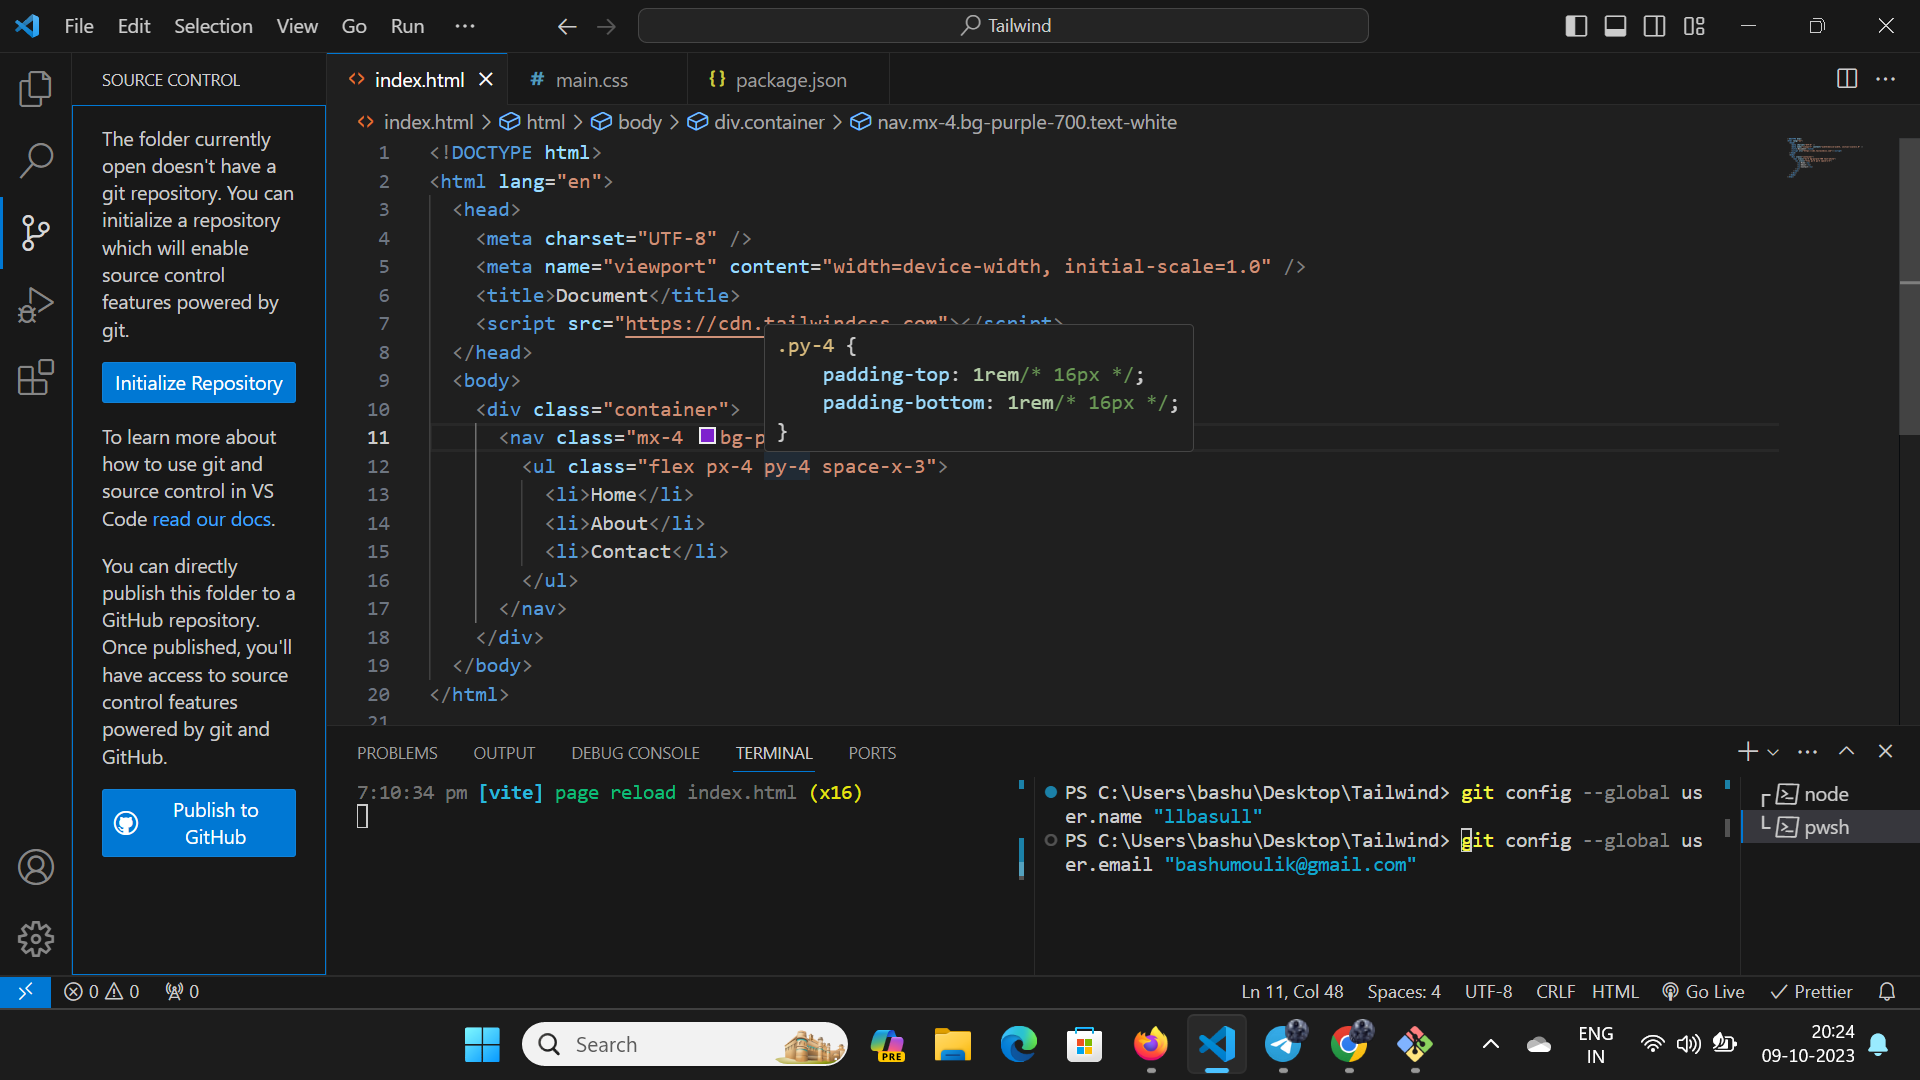 File Edit Selection View Go Run ··· Tailwind
SOURCE CONTROL
The folder currently
open doesn't have a
git repository. You can
initialize a repository
which will enable
source control
features powered by
git.
Initialize Repository
To learn more about
how to use git and
source control in VS
Code read our docs.
You can directly
publish this folder to a
GitHub repository.
Once published, you'll
have access to source
control features
powered by git and
GitHub.
Publish to
GitHub
<> index.html # main.css {} package.json
<> index.html > html > body > div.container > nav.mx-4.bg-purple-700.text-white
1 <!DOCTYPE html>
2 <html lang="en">
3 <head>
4 <meta charset="UTF-8" />
5 <meta name="viewport" content="width=device-width, initial-scale=1.0" />
6 <title>Document</title>
7 <script src="https://cdn.tailwindcss.com"></script>
8 </head>
9 <body>
10 <div class="container">
11 <nav class="mx-4 bg-p
12 <ul class="flex px-4 py-4 space-x-3">
13 <li>Home</li>
14 <li>About</li>
15 <li>Contact</li>
16 </ul>
17 </nav>
18 </div>
19 </body>
20 </html>
21
.py-4 {
padding-top: 1rem/* 16px */;
padding-bottom: 1rem/* 16px */;
}
PROBLEMS OUTPUT DEBUG CONSOLE TERMINAL PORTS
7:10:34 pm [vite] page reload index.html (x16)
PS C:\Users\bashu\Desktop\Tailwind> git config --global us
er.name "llbasull"
PS C:\Users\bashu\Desktop\Tailwind> git config --global us
er.email "bashumoulik@gmail.com"
node
pwsh
0 0 0 Ln 11, Col 48 Spaces: 4 UTF-8 CRLF HTML Go Live Prettier
Search
PRE
ENG
IN
20:24
09-10-2023